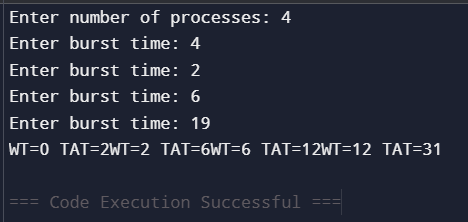 Enter number of processes: 4
Enter burst time: 4
Enter burst time: 2
Enter burst time: 6
Enter burst time: 19
WT=0 TAT=2WT=2 TAT=6WT=6 TAT=12WT=12 TAT=31
=== Code Execution Successful ===